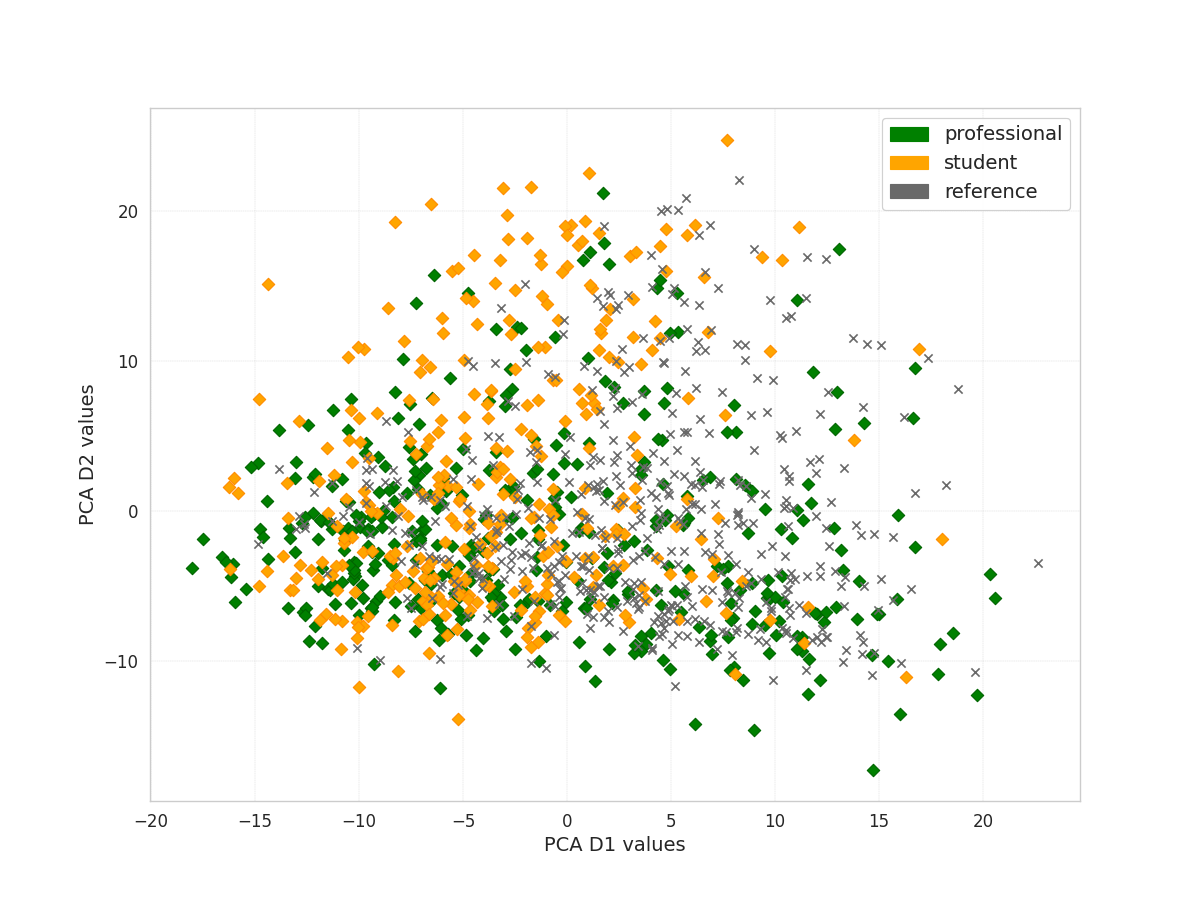 professional
student
reference
PCA D2 values
20
10
0
−10
−20
−15
−10
−5
0
5
10
15
20
PCA D1 values